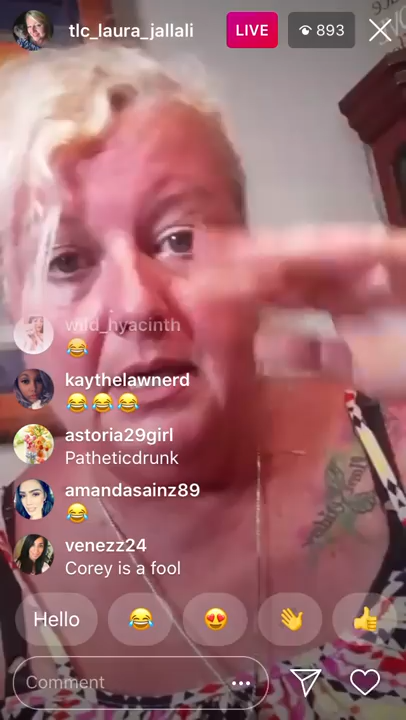 tlc_laura_jallali
LIVE
893
wild_hyacinth
😂
kaythelawnerd
😂😂😂
astoria29girl
Patheticdrunk
amandasainz89
😂
venezz24
Corey is a fool
Hello 😂 😍 👋 👍
Comment